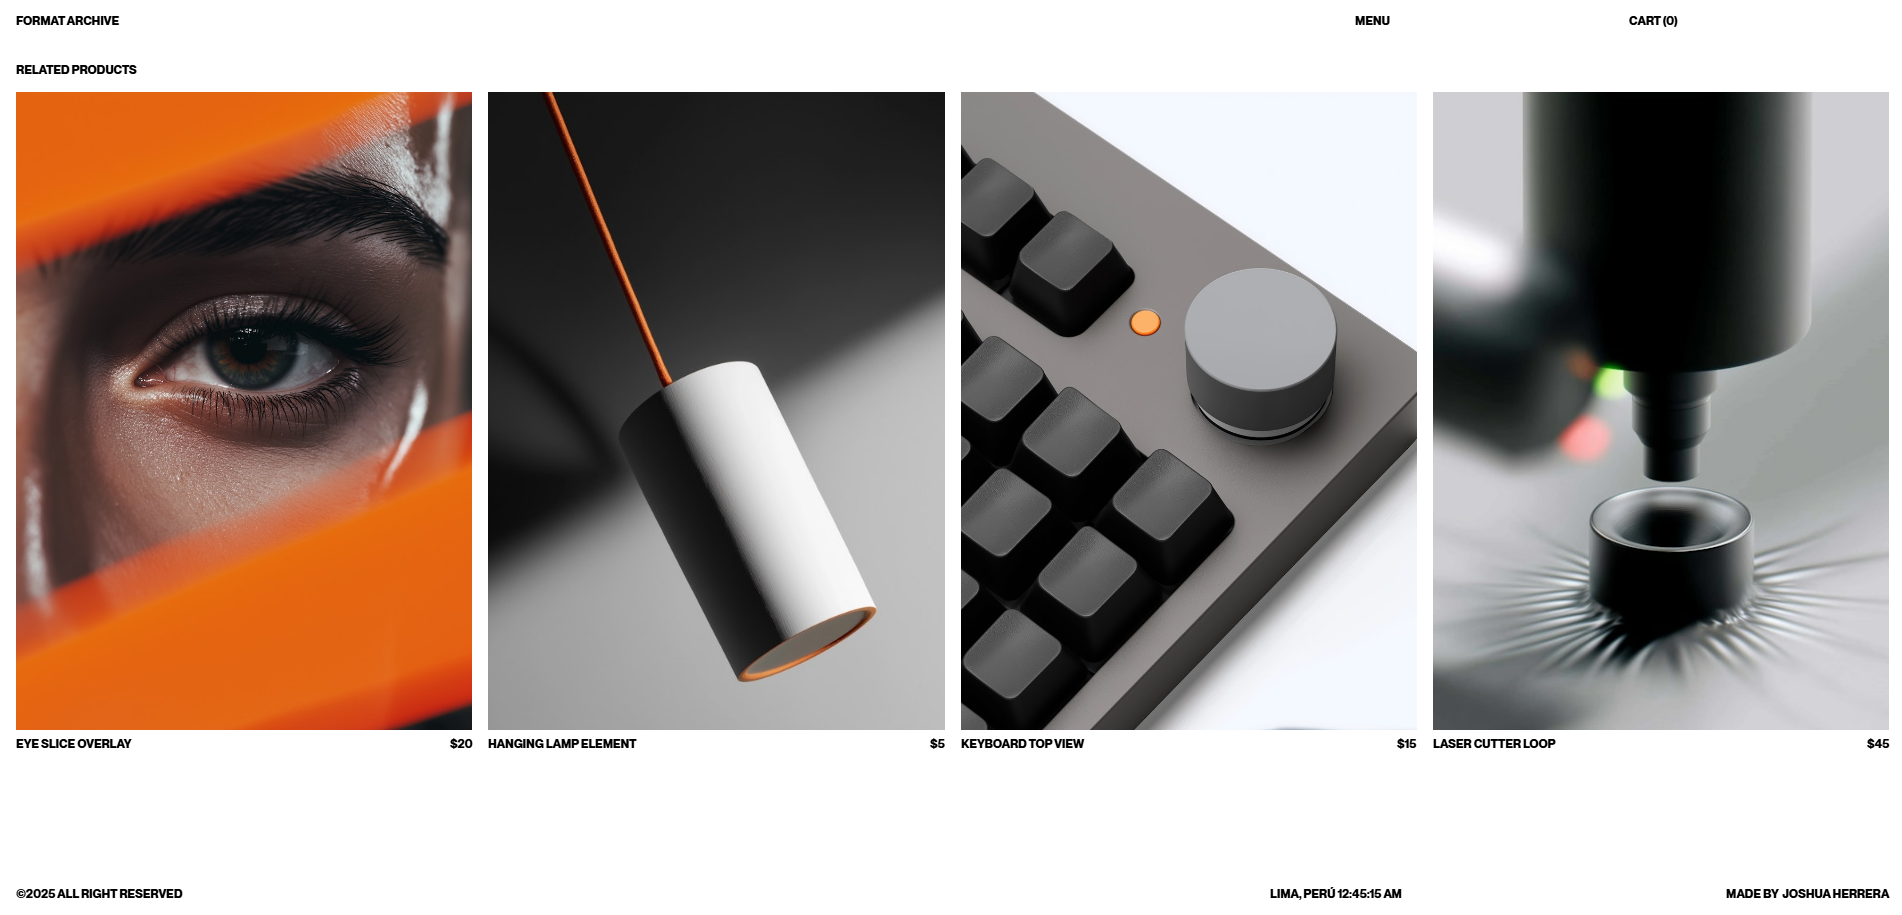 FORMAT ARCHIVE
MENU
CART (0)
RELATED PRODUCTS
EYE SLICE OVERLAY
$20
HANGING LAMP ELEMENT
$5
KEYBOARD TOP VIEW
$15
LASER CUTTER LOOP
$45
©2025 ALL RIGHT RESERVED
LIMA, PERÚ 12:45:15 AM
MADE BY JOSHUA HERRERA